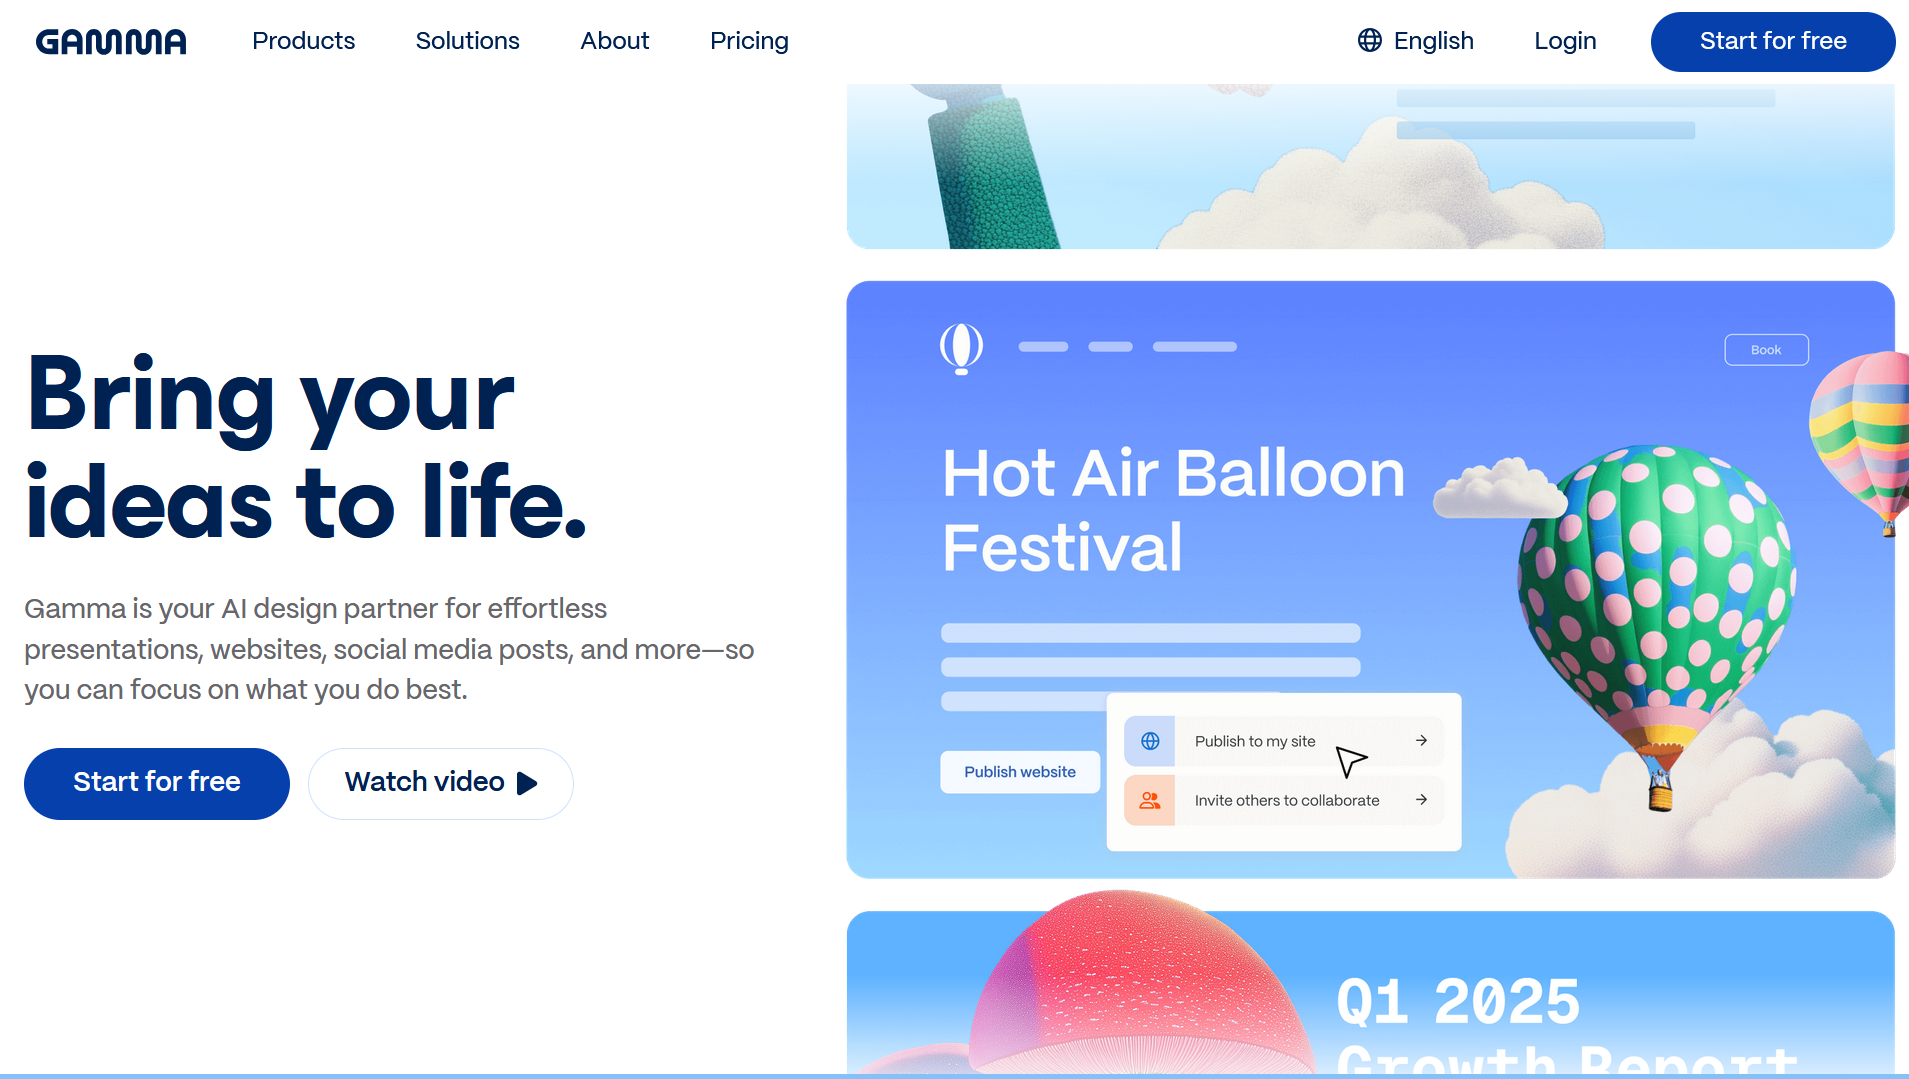 GAMMA
Products
Solutions
About
Pricing
English
Login
Start for free
Bring your
ideas to life.
Gamma is your AI design partner for effortless
presentations, websites, social media posts, and more—so
you can focus on what you do best.
Start for free
Watch video
Book
Hot Air Balloon
Festival
Publish website
Publish to my site
Invite others to collaborate
Q1 2025
Growth Report